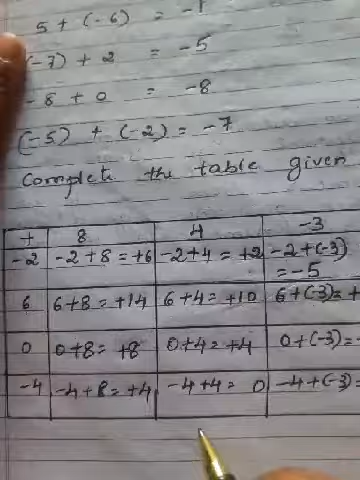 5 + (-6) = -1
(-7) + 2 = -5
-8 + 0 = -8
(-5) + (-2) = -7
Complete the table given
+ 8 4 -3
-2 -2+8=+6 -2+4=+2 -2+(-3)
=-5
6 6+8=+14 6+4=+10 6+(-3)=+
0 0+8=+8 0+4=+4 0+(-3)=-
-4 -4+8=+4 -4+4=0 -4+(-3)=